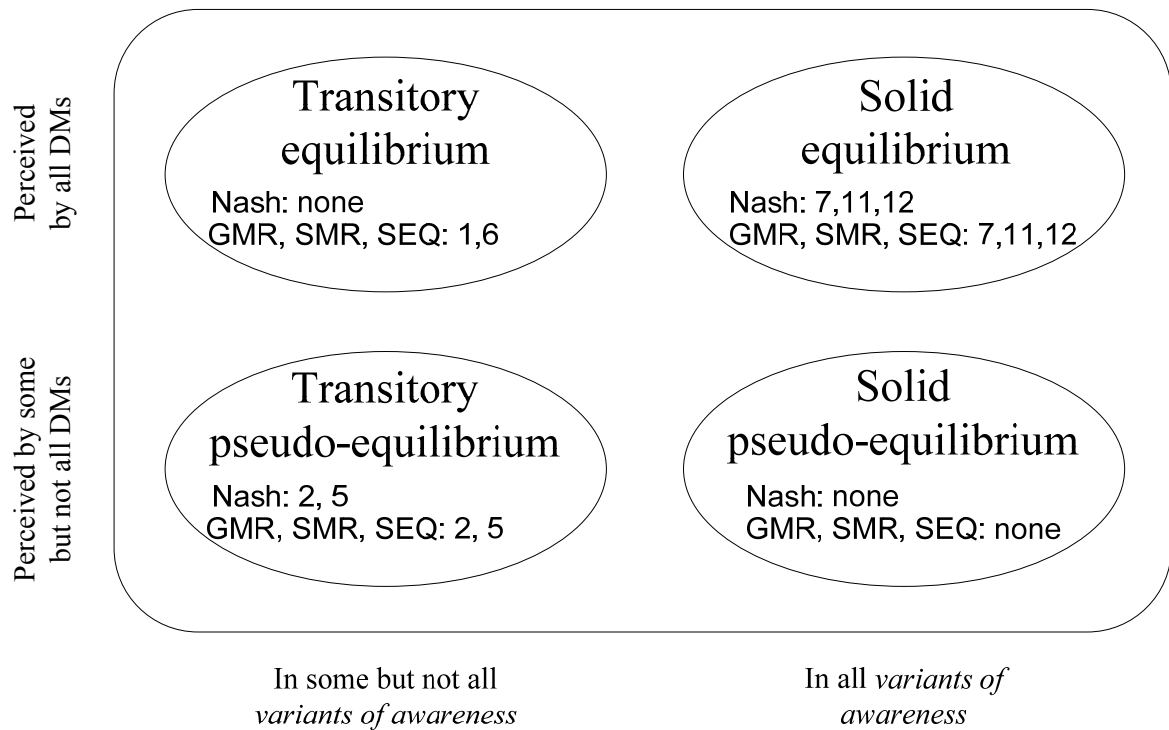 Perceived
by all DMs
Transitory
equilibrium
Nash: none
GMR, SMR, SEQ: 1,6
Solid
equilibrium
Nash: 7,11,12
GMR, SMR, SEQ: 7,11,12
Perceived by some
but not all DMs
Transitory
pseudo-equilibrium
Nash: 2, 5
GMR, SMR, SEQ: 2, 5
Solid
pseudo-equilibrium
Nash: none
GMR, SMR, SEQ: none
In some but not all
variants of awareness
In all variants of
awareness